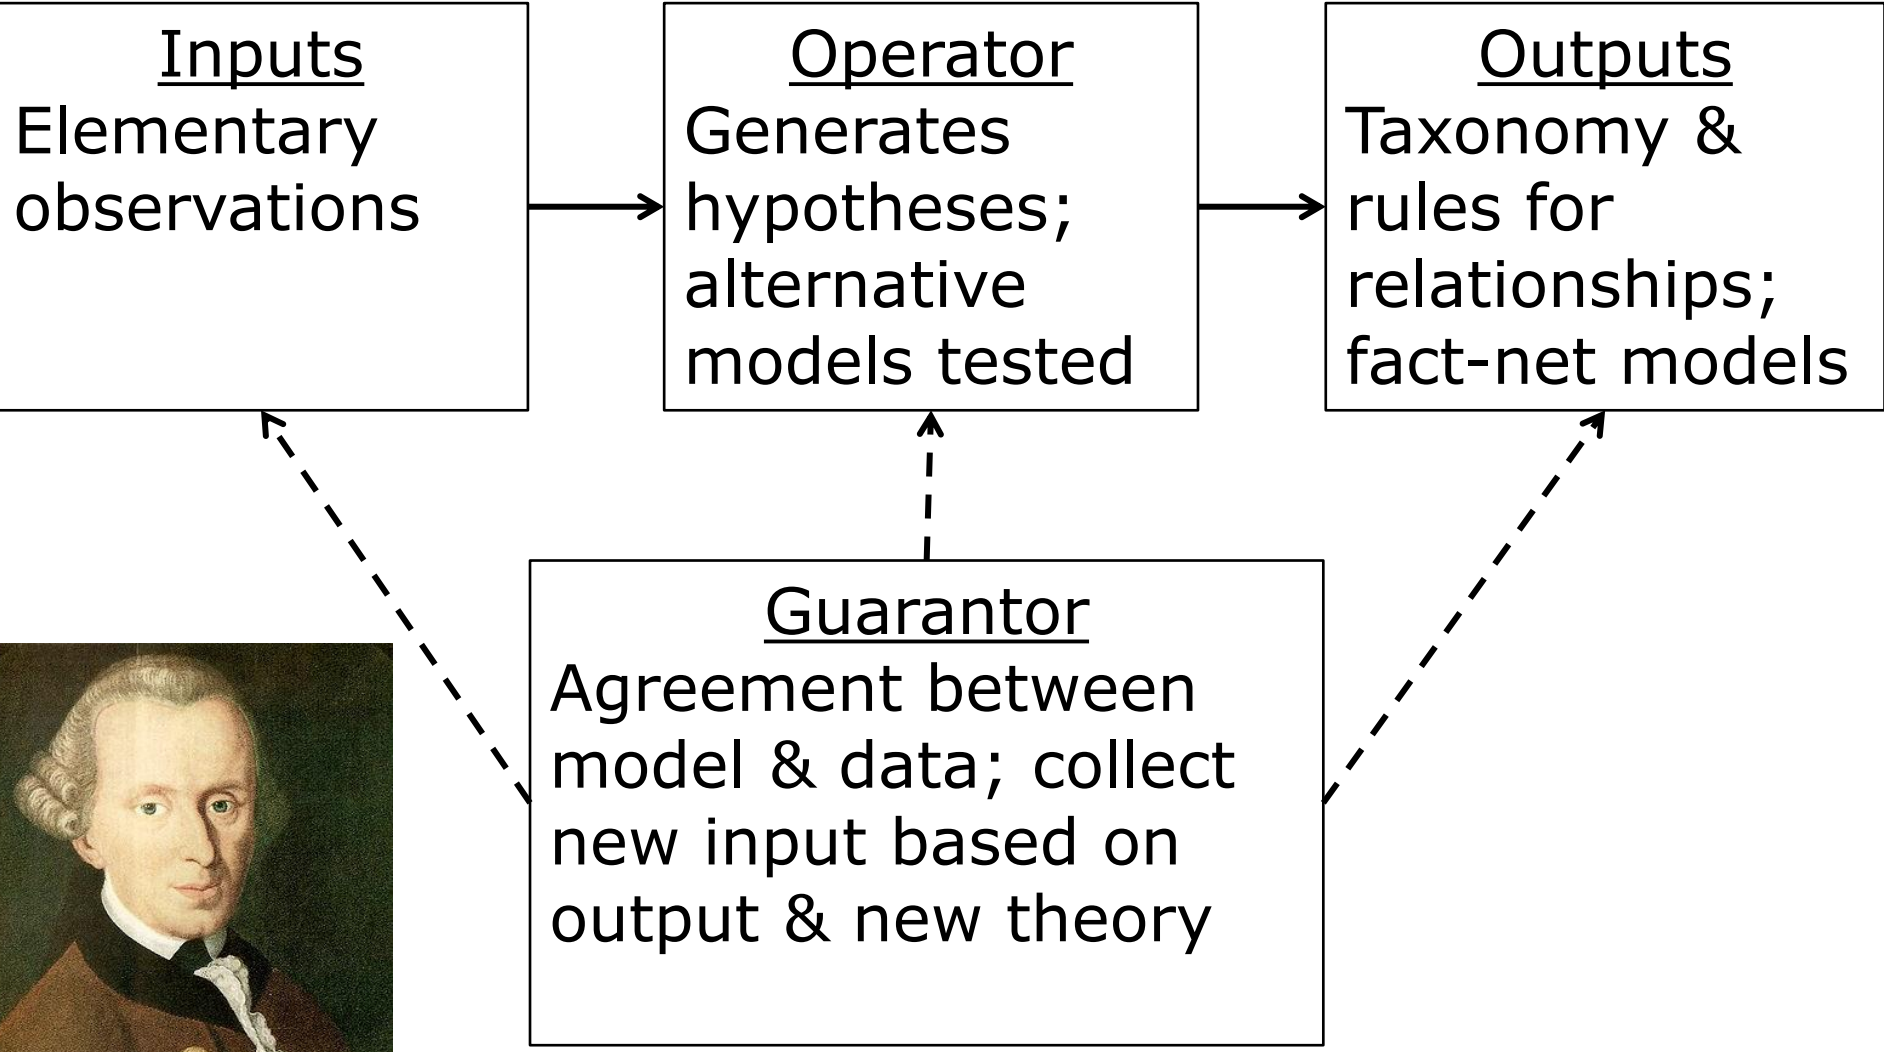 Inputs
Elementary
observations
Operator
Generates
hypotheses;
alternative
models tested
Outputs
Taxonomy &
rules for
relationships;
fact-net models
Guarantor
Agreement between
model & data; collect
new input based on
output & new theory